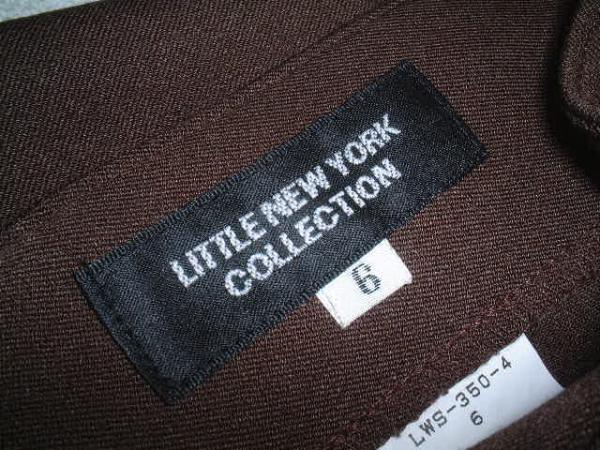 LITTLE NEW YORK
COLLECTION
6
LWS-350-4
6